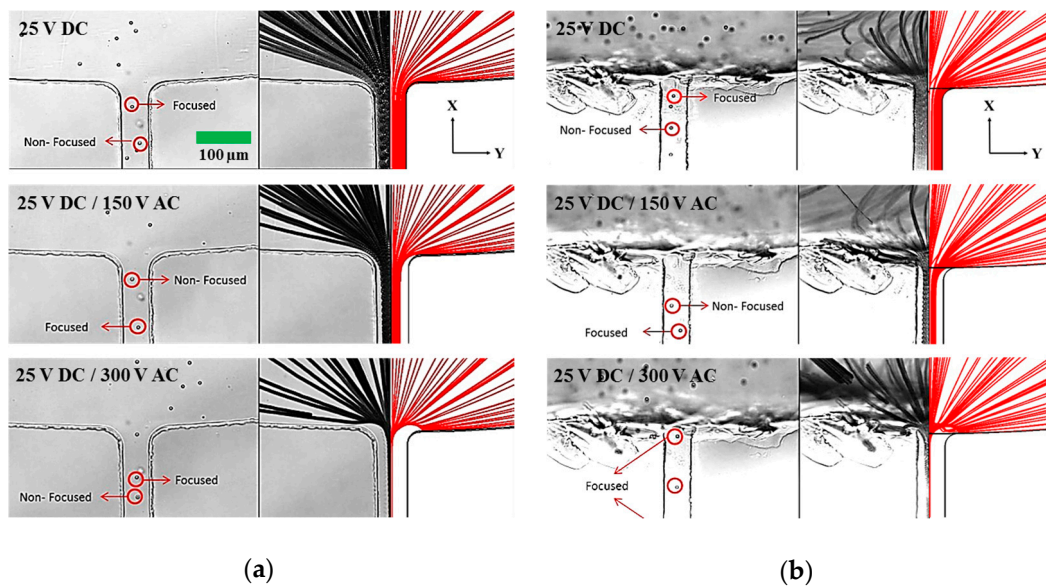 25 V DC
Focused
Non- Focused
100 µm
X
Y
25 V DC / 150 V AC
Non- Focused
Focused
25 V DC / 300 V AC
Focused
Non- Focused
(a)
25 V DC
Focused
Non- Focused
X
Y
25 V DC / 150 V AC
Non- Focused
Focused
25 V DC / 300 V AC
Focused
(b)